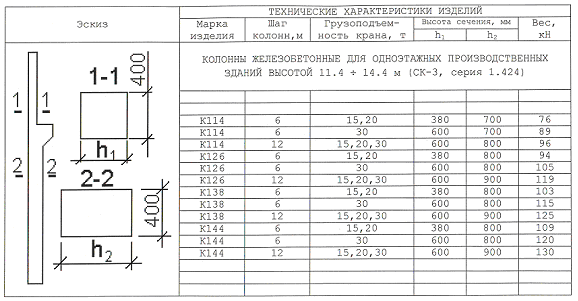 Эскиз
ТЕХНИЧЕСКИЕ ХАРАКТЕРИСТИКИ ИЗДЕЛИЙ
Марка изделия Шаг колонн,м Грузоподъем-ность крана, т Высота сечения, мм h1 h2 Вес, кН
КОЛОННЫ ЖЕЛЕЗОБЕТОННЫЕ ДЛЯ ОДНОЭТАЖНЫХ ПРОИЗВОДСТВЕННЫХ
ЗДАНИЙ ВЫСОТОЙ 11.4 ÷ 14.4 м (СК-3, серия 1.424)
К114 6 15,20 380 700 76
К114 6 30 600 700 89
К114 12 15,20,30 600 800 96
К126 6 15,20 380 800 94
К126 6 30 600 800 105
К126 12 15,20,30 600 900 119
К138 6 15,20 380 800 103
К138 6 30 600 800 115
К138 12 15,20,30 600 900 125
К144 6 15,20 380 800 109
К144 6 30 600 800 120
К144 12 15,20,30 600 900 130
1-1
400
1 1
h1
2 2
2-2
400
h2